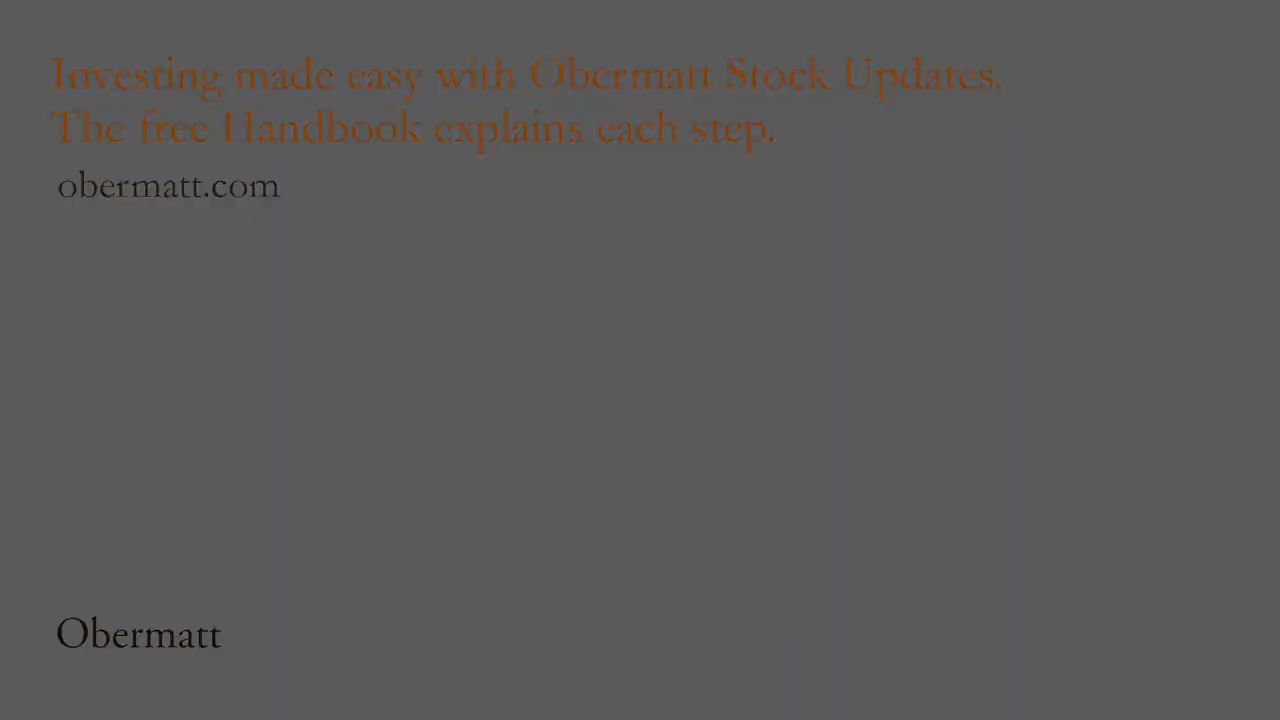 Investing made easy with Obermatt Stock Updates.
The free Handbook explains each step.
obermatt.com
Obermatt